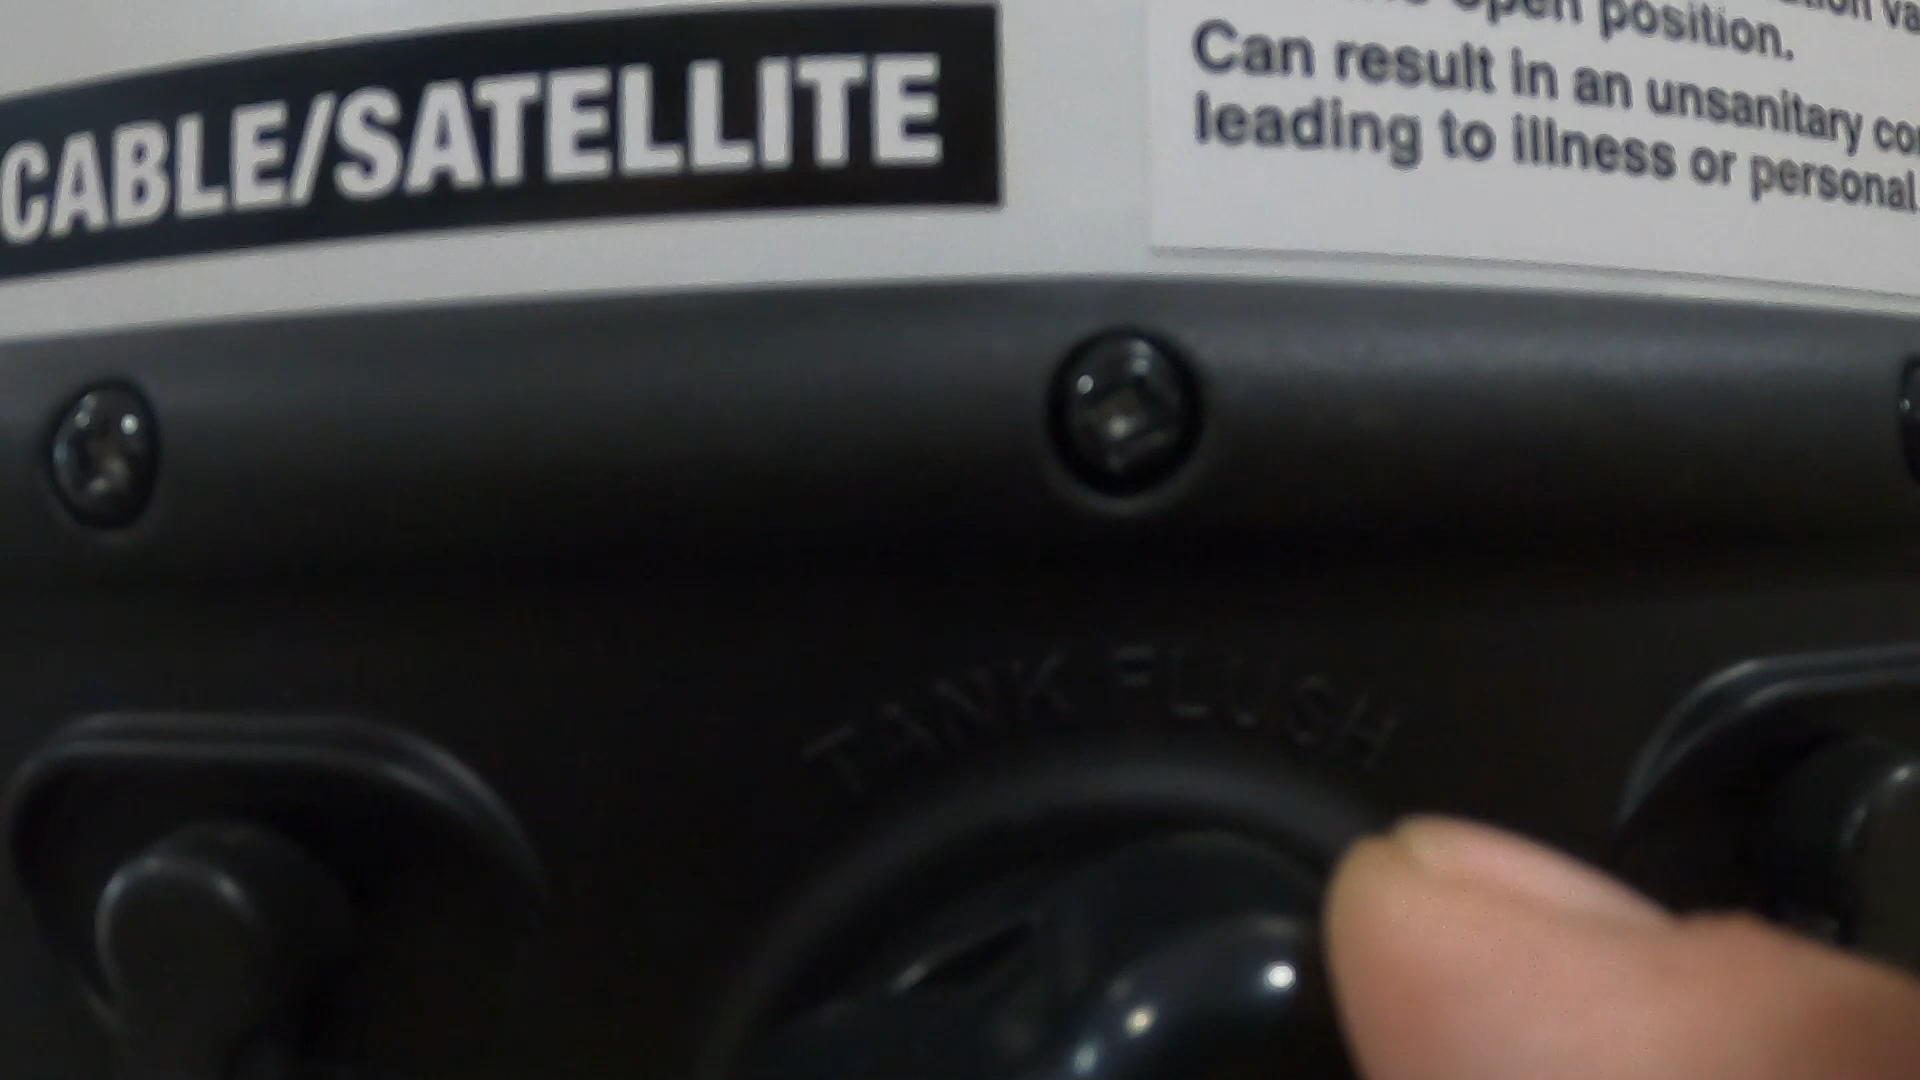 CABLE/SATELLITE
open position.
Can result in an unsanitary
leading to illness or personal
TANK FLUSH